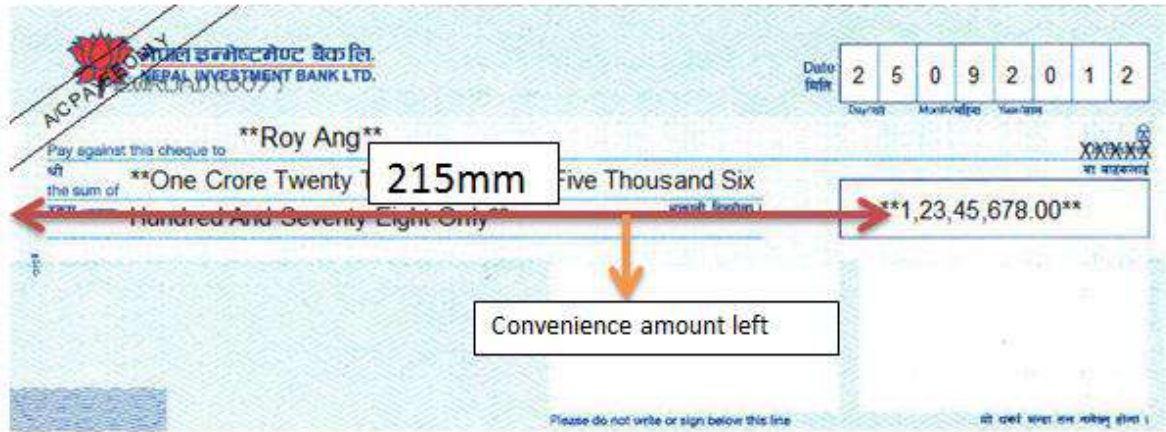 नेपाल इन्भेष्टमेण्ट बैंक लि.
NEPAL INVESTMENT BANK LTD.
A/C PAYEE ONLY
Date
मिति
2 5 0 9 2 0 1 2
Pay against this cheque to **Roy Ang**
XXXXX
श्री
the sum of **One Crore Twenty T Five Thousand Six
215mm
Hundred And Seventy Eight Only**
**1,23,45,678.00**
Convenience amount left
Please do not write or sign below this line